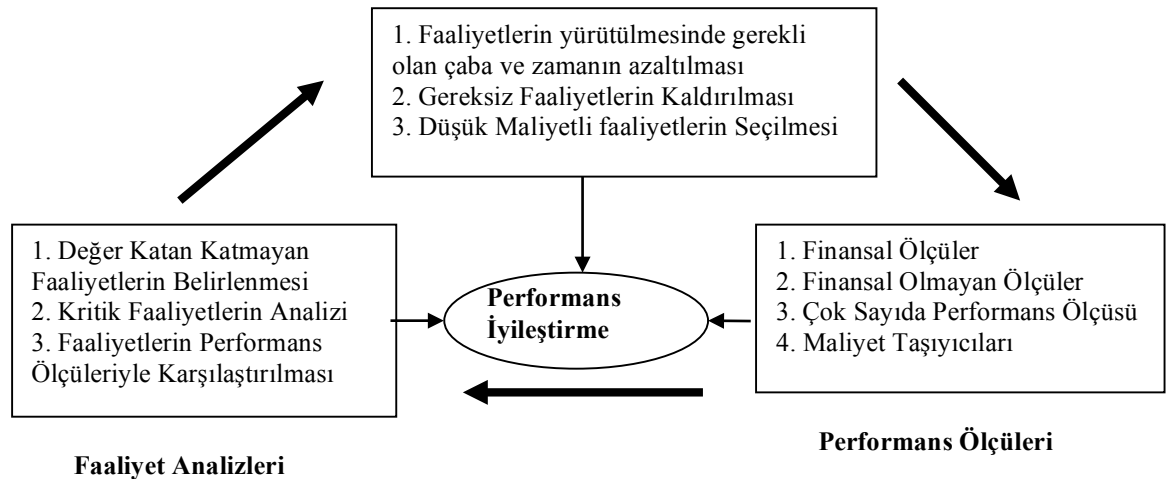 1. Faaliyetlerin yürütülmesinde gerekli
olan çaba ve zamanın azaltılması
2. Gereksiz Faaliyetlerin Kaldırılması
3. Düşük Maliyetli faaliyetlerin Seçilmesi
1. Değer Katan Katmayan
Faaliyetlerin Belirlenmesi
2. Kritik Faaliyetlerin Analizi
3. Faaliyetlerin Performans
Ölçüleriyle Karşılaştırılması
Performans
İyileştirme
1. Finansal Ölçüler
2. Finansal Olmayan Ölçüler
3. Çok Sayıda Performans Ölçüsü
4. Maliyet Taşıyıcıları
Performans Ölçüleri
Faaliyet Analizleri